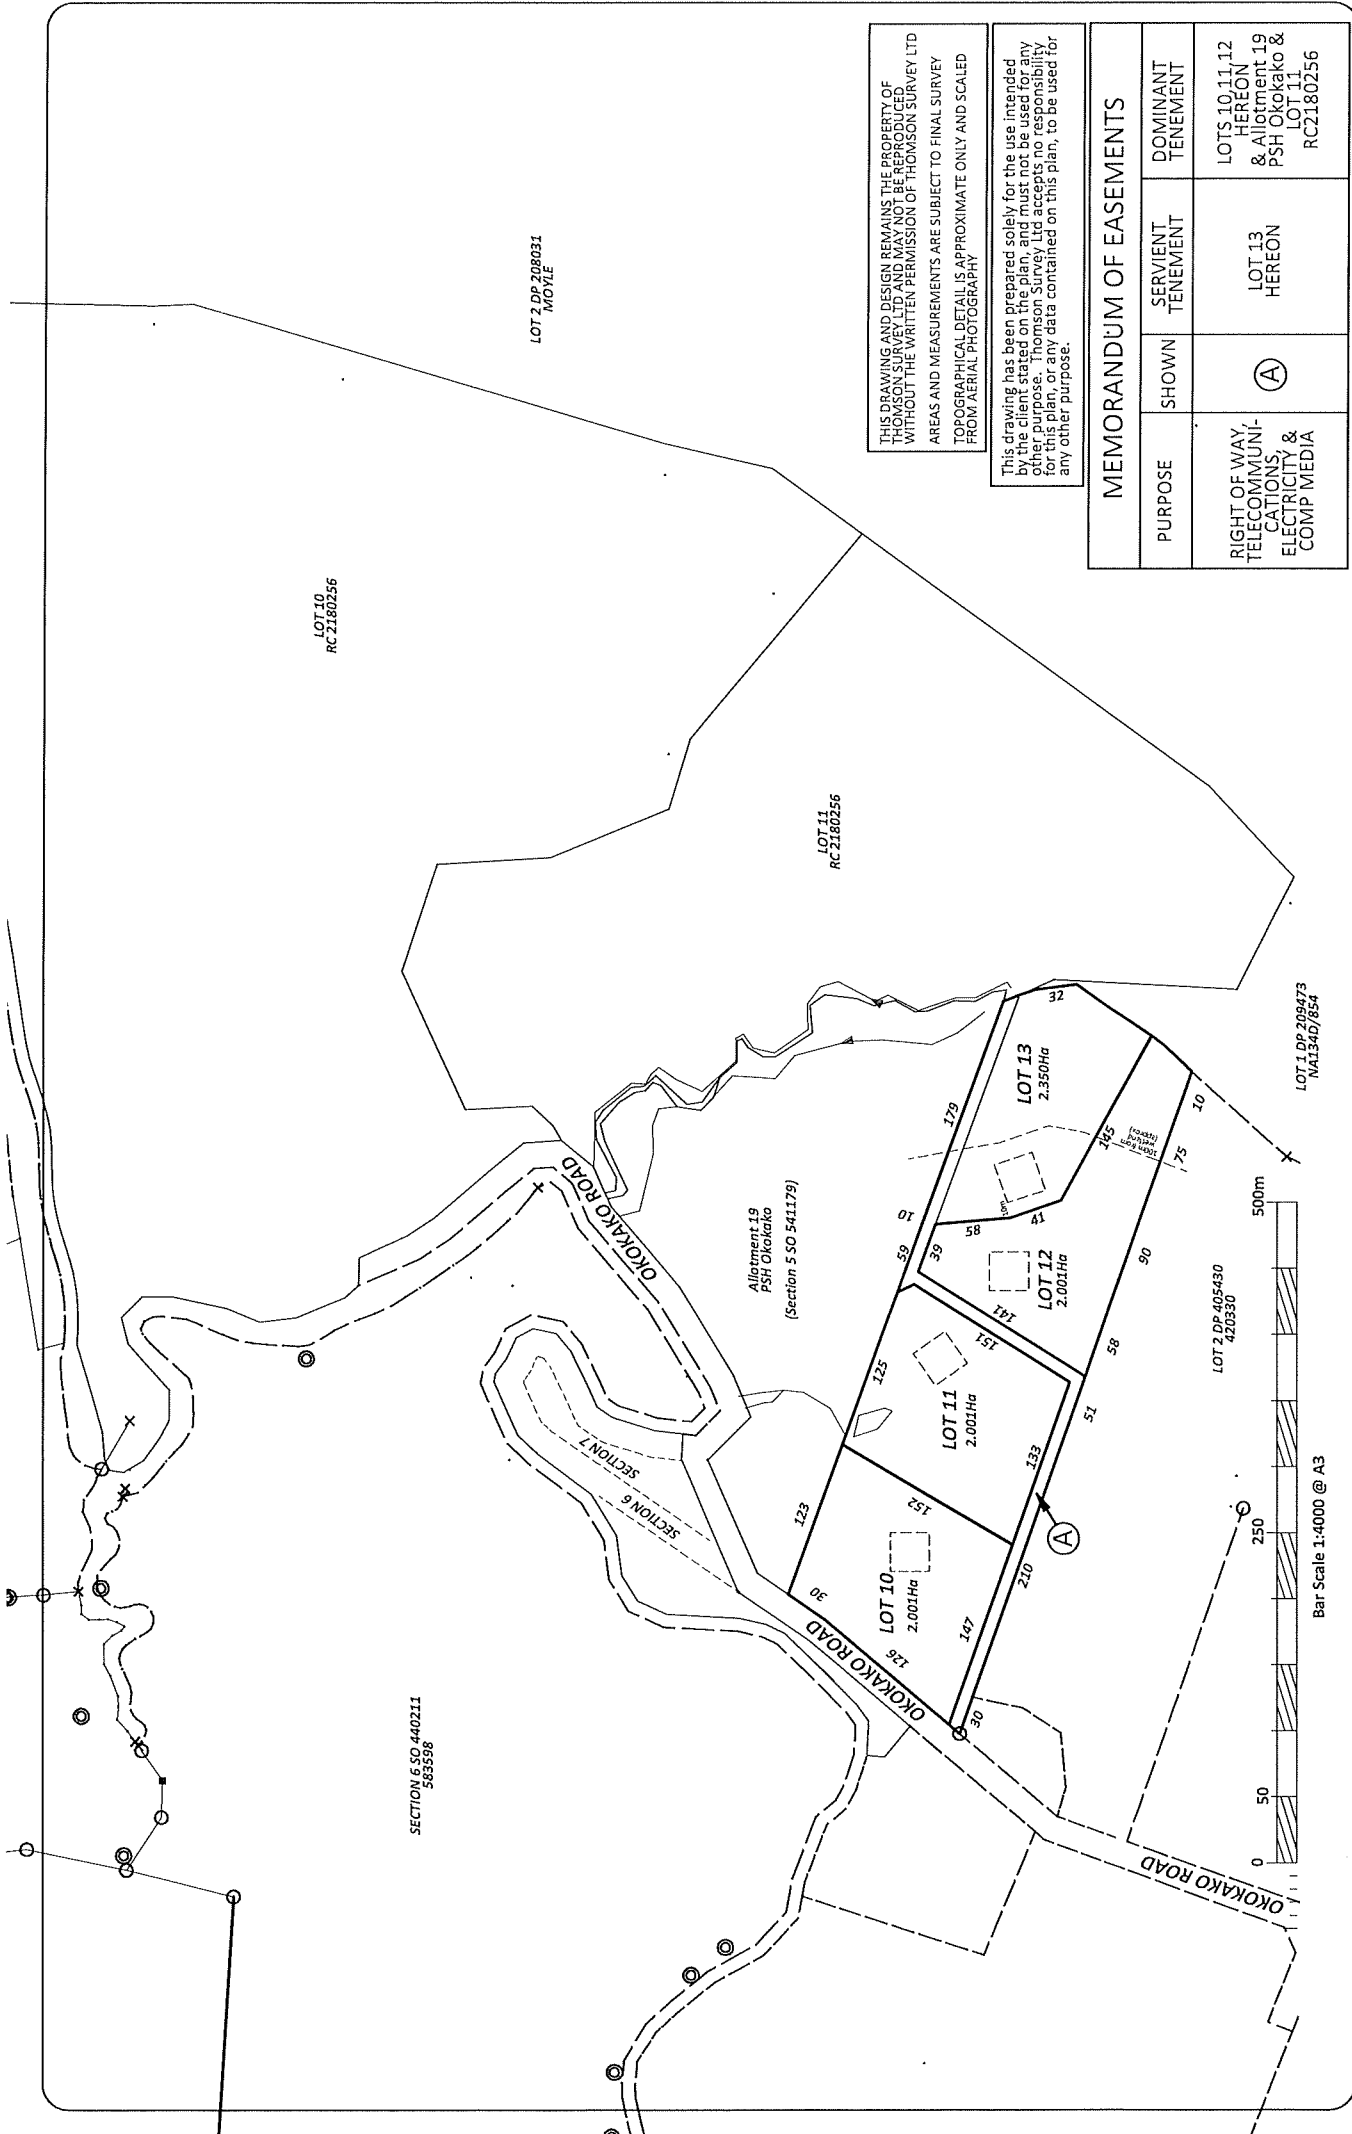 LOT 2 DP 208031
MOYLE
LOT 10
RC 2180256
LOT 11
RC 2180256
THIS DRAWING AND DESIGN REMAINS THE PROPERTY OF
THOMSON SURVEY LTD AND MAY NOT BE REPRODUCED
WITHOUT THE WRITTEN PERMISSION OF THOMSON SURVEY LTD
AREAS AND MEASUREMENTS ARE SUBJECT TO FINAL SURVEY
TOPOGRAPHICAL DETAIL IS APPROXIMATE ONLY AND SCALED
FROM AERIAL PHOTOGRAPHY
This drawing has been prepared solely for the use intended
by the client stated on the plan, and must not be used for any
other purpose. Thomson Survey Ltd accepts no responsibility
for this plan, or any data contained on this plan, to be used for
any other purpose.
MEMORANDUM OF EASEMENTS
PURPOSE
SHOWN
SERVIENT
TENEMENT
DOMINANT
TENEMENT
RIGHT OF WAY,
TELECOMMUNI-
CATIONS,
ELECTRICITY &
COMP MEDIA
A
LOT 13
HEREON
LOTS 10,11,12
HEREON
& Allotment 19
PSH Okokako &
LOT 11
RC2180256
SECTION 6 SO 440211
583598
SECTION 7
SECTION 6
OKOKAKO ROAD
OKOKAKO ROAD
OKOKAKO ROAD
OKOKAKO ROAD
Allotment 19
PSH Okokako
(Section 5 SO 541179)
LOT 10
2.001Ha
LOT 11
2.001Ha
LOT 12
2.001Ha
LOT 13
2.350Ha
30
126
123
152
147
30
210
133
125
151
141
51
58
59
39
10
58
41
10m
179
32
145
100m from
wetland
(approx)
90
75
10
A
LOT 2 DP 405430
420330
LOT 1 DP 209473
NA134D/854
0
50
250
500m
Bar Scale 1:4000 @ A3